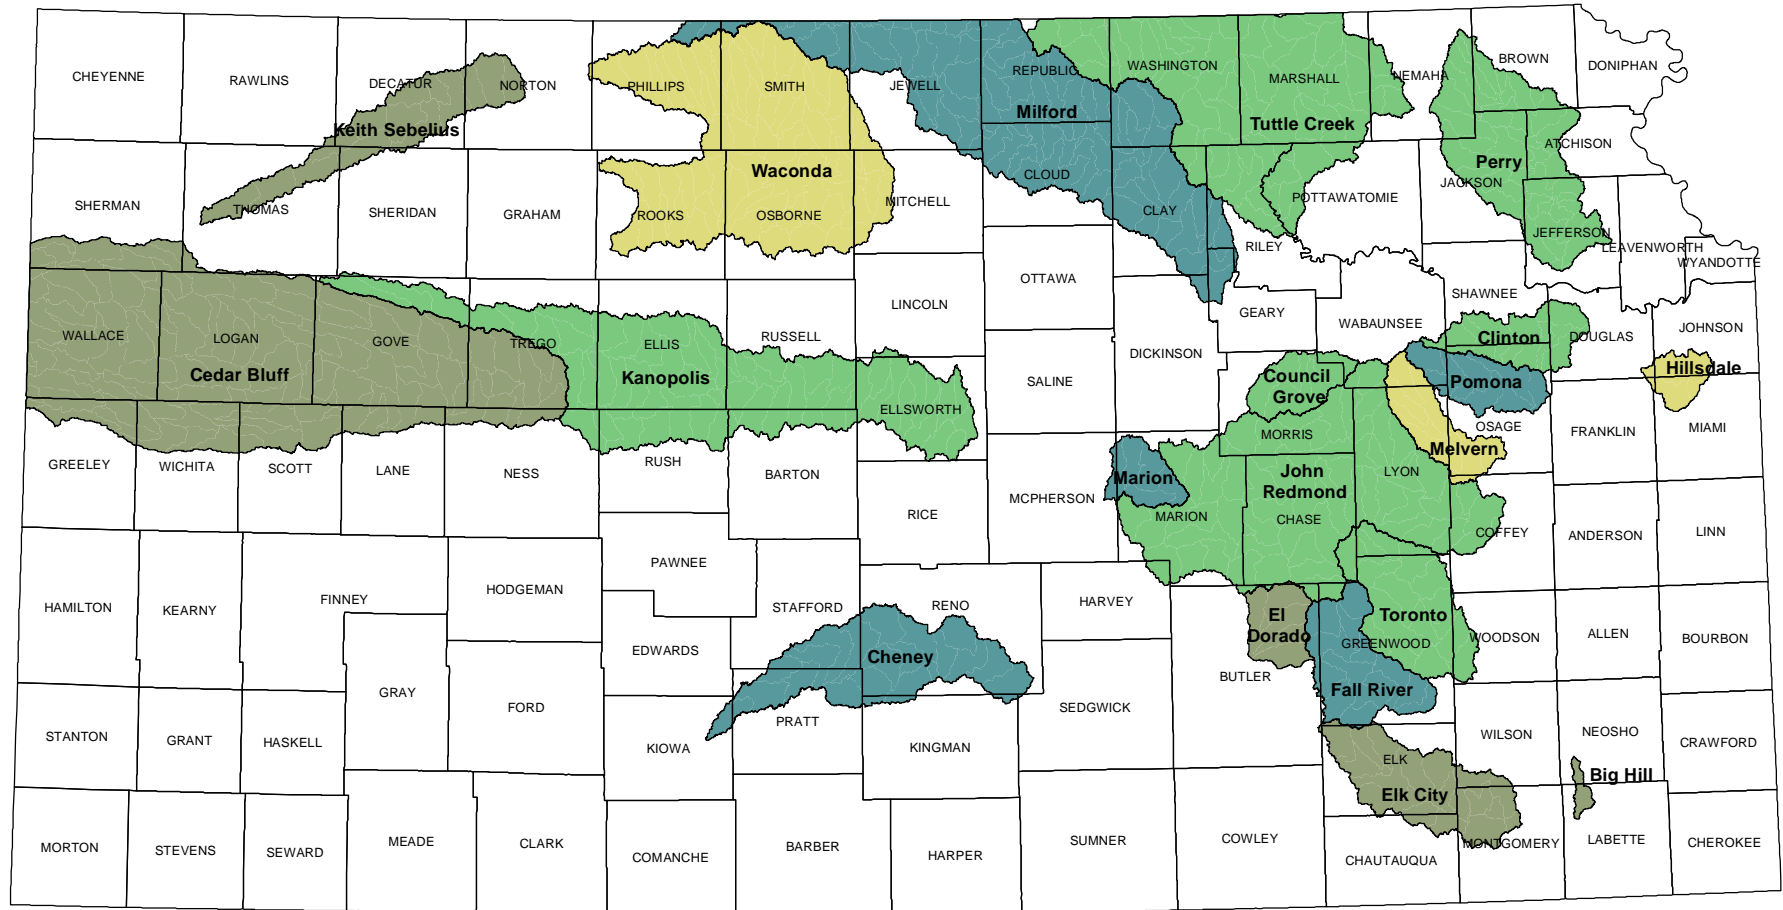 CHEYENNE
RAWLINS
DECATUR
NORTON
PHILLIPS
SMITH
JEWELL
REPUBLIC
WASHINGTON
MARSHALL
NEMAHA
BROWN
DONIPHAN
Keith Sebelius
Milford
Tuttle Creek
Waconda
Perry
ATCHISON
SHERMAN
THOMAS
SHERIDAN
GRAHAM
ROOKS
OSBORNE
MITCHELL
CLOUD
CLAY
RILEY
POTTAWATOMIE
JACKSON
JEFFERSON
LEAVENWORTH
WYANDOTTE
OTTAWA
LINCOLN
GEARY
WABAUNSEE
SHAWNEE
Clinton
DOUGLAS
JOHNSON
WALLACE
LOGAN
GOVE
TREGO
ELLIS
RUSSELL
DICKINSON
Cedar Bluff
Kanopolis
SALINE
Council
Grove
Pomona
Hillsdale
ELLSWORTH
MORRIS
OSAGE
FRANKLIN
MIAMI
Melvern
GREELEY
WICHITA
SCOTT
LANE
NESS
RUSH
BARTON
RICE
MCPHERSON
Marion
MARION
John
Redmond
CHASE
LYON
COFFEY
ANDERSON
LINN
HAMILTON
KEARNY
FINNEY
HODGEMAN
PAWNEE
STAFFORD
RENO
HARVEY
El
Dorado
Toronto
GREENWOOD
WOODSON
ALLEN
BOURBON
EDWARDS
Cheney
GRAY
FORD
BUTLER
Fall River
STANTON
GRANT
HASKELL
KIOWA
PRATT
KINGMAN
SEDGWICK
ELK
WILSON
NEOSHO
CRAWFORD
Elk City
Big Hill
MORTON
STEVENS
SEWARD
MEADE
CLARK
COMANCHE
BARBER
HARPER
SUMNER
COWLEY
CHAUTAUQUA
MONTGOMERY
LABETTE
CHEROKEE